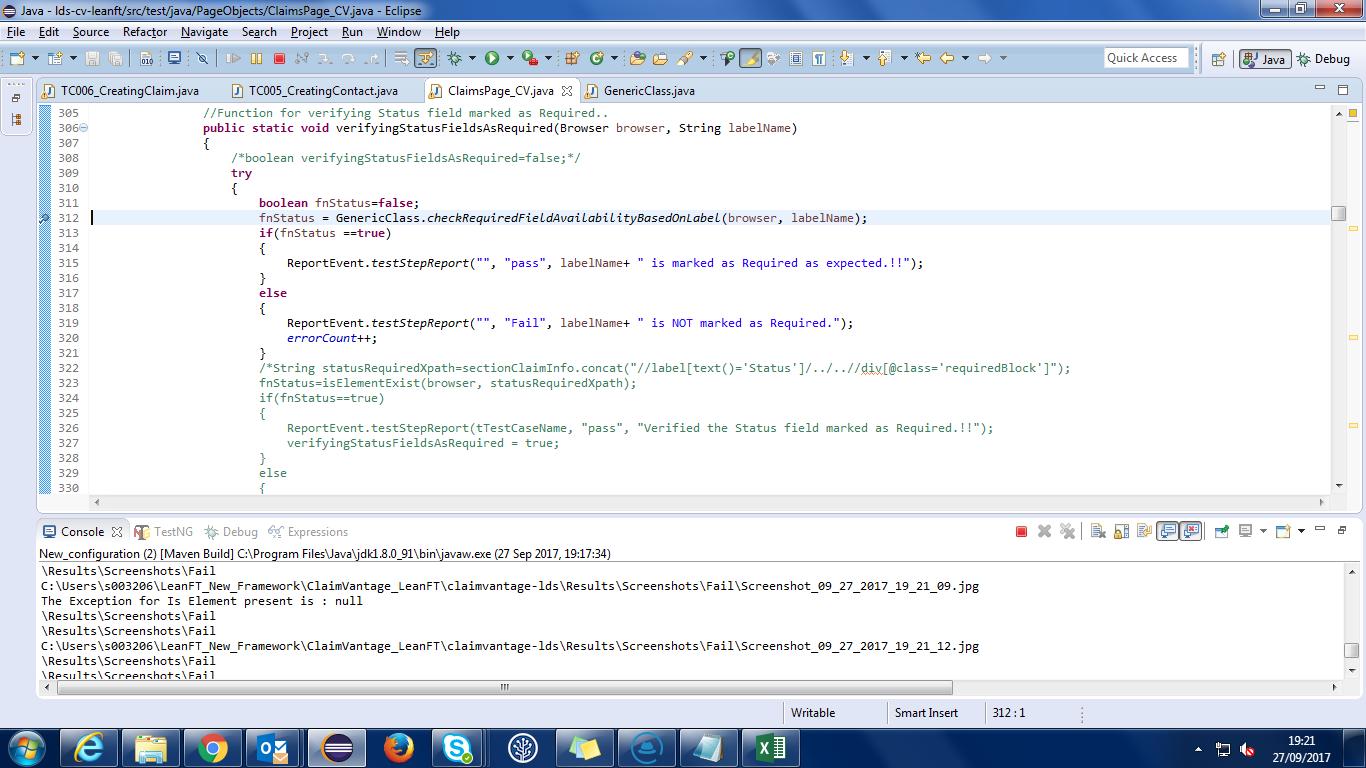 Java - lds-cv-leanft/src/test/java/PageObjects/ClaimsPage_CV.java - Eclipse
File Edit Source Refactor Navigate Search Project Run Window Help
Quick Access Java Debug
TC006_CreatingClaim.java TC005_CreatingContact.java ClaimsPage_CV.java GenericClass.java
305 //Function for verifying Status field marked as Required..
306 public static void verifyingStatusFieldsAsRequired(Browser browser, String labelName)
307 {
308 /*boolean verifyingStatusFieldsAsRequired=false;*/
309 try
310 {
311 boolean fnStatus=false;
312 fnStatus = GenericClass.checkRequiredFieldAvailabilityBasedOnLabel(browser, labelName);
313 if(fnStatus ==true)
314 {
315 ReportEvent.testStepReport("", "pass", labelName+ " is marked as Required as expected.!!");
316 }
317 else
318 {
319 ReportEvent.testStepReport("", "Fail", labelName+ " is NOT marked as Required.");
320 errorCount++;
321 }
322 /*String statusRequiredXpath=sectionClaimInfo.concat("//label[text()='Status']/../..//div[@class='requiredBlock']");
323 fnStatus=isElementExist(browser, statusRequiredXpath);
324 if(fnStatus==true)
325 {
326 ReportEvent.testStepReport(tTestCaseName, "pass", "Verified the Status field marked as Required.!!");
327 verifyingStatusFieldsAsRequired = true;
328 }
329 else
330 {
Console TestNG Debug Expressions
New_configuration (2) [Maven Build] C:\Program Files\Java\jdk1.8.0_91\bin\javaw.exe (27 Sep 2017, 19:17:34)
\Results\Screenshots\Fail
C:\Users\s003206\LeanFT_New_Framework\ClaimVantage_LeanFT\claimvantage-lds\Results\Screenshots\Fail\Screenshot_09_27_2017_19_21_09.jpg
The Exception for Is Element present is : null
\Results\Screenshots\Fail
\Results\Screenshots\Fail
C:\Users\s003206\LeanFT_New_Framework\ClaimVantage_LeanFT\claimvantage-lds\Results\Screenshots\Fail\Screenshot_09_27_2017_19_21_12.jpg
\Results\Screenshots\Fail
\Results\Screenshots\Fail
Writable Smart Insert 312 : 1
19:21
27/09/2017